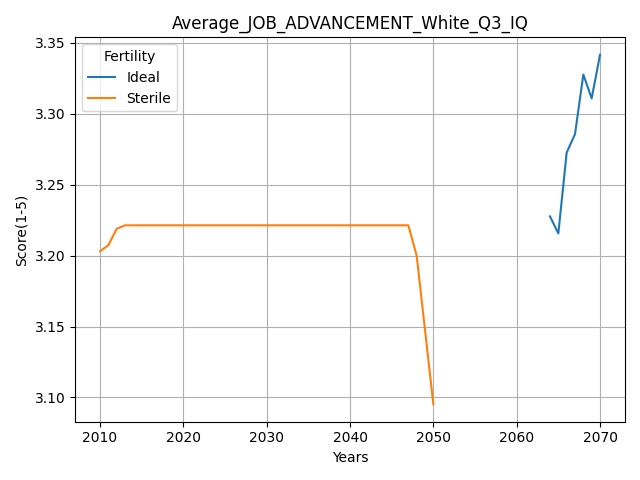 Average_JOB_ADVANCEMENT_White_Q3_IQ
Fertility
Ideal
Sterile
Score(1-5)
3.35
3.30
3.25
3.20
3.15
3.10
2010 2020 2030 2040 2050 2060 2070
Years